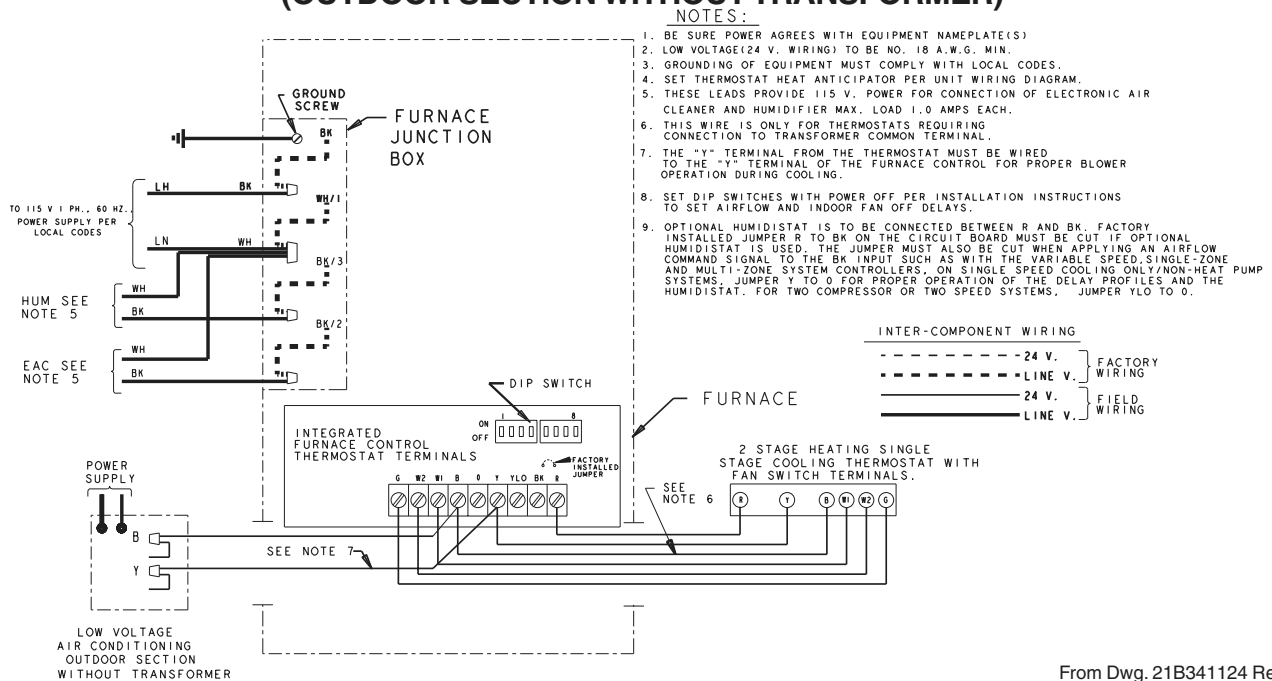 (OUTDOOR SECTION WITHOUT TRANSFORMER)
NOTES:
1. BE SURE POWER AGREES WITH EQUIPMENT NAMEPLATE(S)
2. LOW VOLTAGE(24 V. WIRING) TO BE NO. 18 A.W.G. MIN.
3. GROUNDING OF EQUIPMENT MUST COMPLY WITH LOCAL CODES.
4. SET THERMOSTAT HEAT ANTICIPATOR PER UNIT WIRING DIAGRAM.
5. THESE LEADS PROVIDE 115 V. POWER FOR CONNECTION OF ELECTRONIC AIR
CLEANER AND HUMIDIFIER MAX. LOAD 1.0 AMPS EACH.
6. THIS WIRE IS ONLY FOR THERMOSTATS REQUIRING
CONNECTION TO TRANSFORMER COMMON TERMINAL.
7. THE "Y" TERMINAL FROM THE THERMOSTAT MUST BE WIRED
TO THE "Y" TERMINAL OF THE FURNACE CONTROL FOR PROPER BLOWER
OPERATION DURING COOLING.
8. SET DIP SWITCHES WITH POWER OFF PER INSTALLATION INSTRUCTIONS
TO SET AIRFLOW AND INDOOR FAN OFF DELAYS.
9. OPTIONAL HUMIDISTAT IS TO BE CONNECTED BETWEEN R AND BK. FACTORY
INSTALLED JUMPER R TO BK ON THE CIRCUIT BOARD MUST BE CUT IF OPTIONAL
HUMIDISTAT IS USED. THE JUMPER MUST ALSO BE CUT WHEN APPLYING AN AIRFLOW
COMMAND SIGNAL TO THE BK INPUT SUCH AS WITH THE VARIABLE SPEED,SINGLE-ZONE
AND MULTI-ZONE SYSTEM CONTROLLERS, ON SINGLE SPEED COOLING ONLY/NON-HEAT PUMP
SYSTEMS, JUMPER Y TO O FOR PROPER OPERATION OF THE DELAY PROFILES AND THE
HUMIDISTAT. FOR TWO COMPRESSOR OR TWO SPEED SYSTEMS, JUMPER YLO TO O.
GROUND
SCREW
FURNACE
JUNCTION
BOX
BK
LH
BK
WH/1
TO 115 V 1 PH., 60 HZ.,
POWER SUPPLY PER
LOCAL CODES
LN
WH
BK/3
WH
HUM SEE
NOTE 5
BK
BK/2
WH
EAC SEE
NOTE 5
BK
INTER-COMPONENT WIRING
24 V.
LINE V.
FACTORY
WIRING
24 V.
LINE V.
FIELD
WIRING
DIP SWITCH
FURNACE
1
8
ON
OFF
INTEGRATED
FURNACE CONTROL
THERMOSTAT TERMINALS
FACTORY
INSTALLED
JUMPER
G W2 W1 B O Y YLO BK R
2 STAGE HEATING SINGLE
STAGE COOLING THERMOSTAT WITH
FAN SWITCH TERMINALS.
R Y B W1 W2 G
SEE
NOTE 6
POWER
SUPPLY
B
Y
SEE NOTE 7
LOW VOLTAGE
AIR CONDITIONING
OUTDOOR SECTION
WITHOUT TRANSFORMER
From Dwg. 21B341124 Re